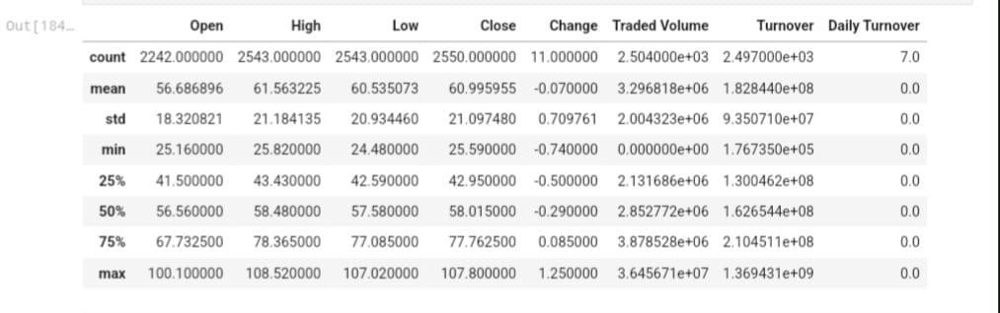 Out[184...
Open High Low Close Change Traded Volume Turnover Daily Turnover
count 2242.000000 2543.000000 2543.000000 2550.000000 11.000000 2.504000e+03 2.497000e+03 7.0
mean 56.686896 61.563225 60.535073 60.995955 -0.070000 3.296818e+06 1.828440e+08 0.0
std 18.320821 21.184135 20.934460 21.097480 0.709761 2.004323e+06 9.350710e+07 0.0
min 25.160000 25.820000 24.480000 25.590000 -0.740000 0.000000e+00 1.767350e+05 0.0
25% 41.500000 43.430000 42.590000 42.950000 -0.500000 2.131686e+06 1.300462e+08 0.0
50% 56.560000 58.480000 57.580000 58.015000 -0.290000 2.852772e+06 1.626544e+08 0.0
75% 67.732500 78.365000 77.085000 77.762500 0.085000 3.878528e+06 2.104511e+08 0.0
max 100.100000 108.520000 107.020000 107.800000 1.250000 3.645671e+07 1.369431e+09 0.0